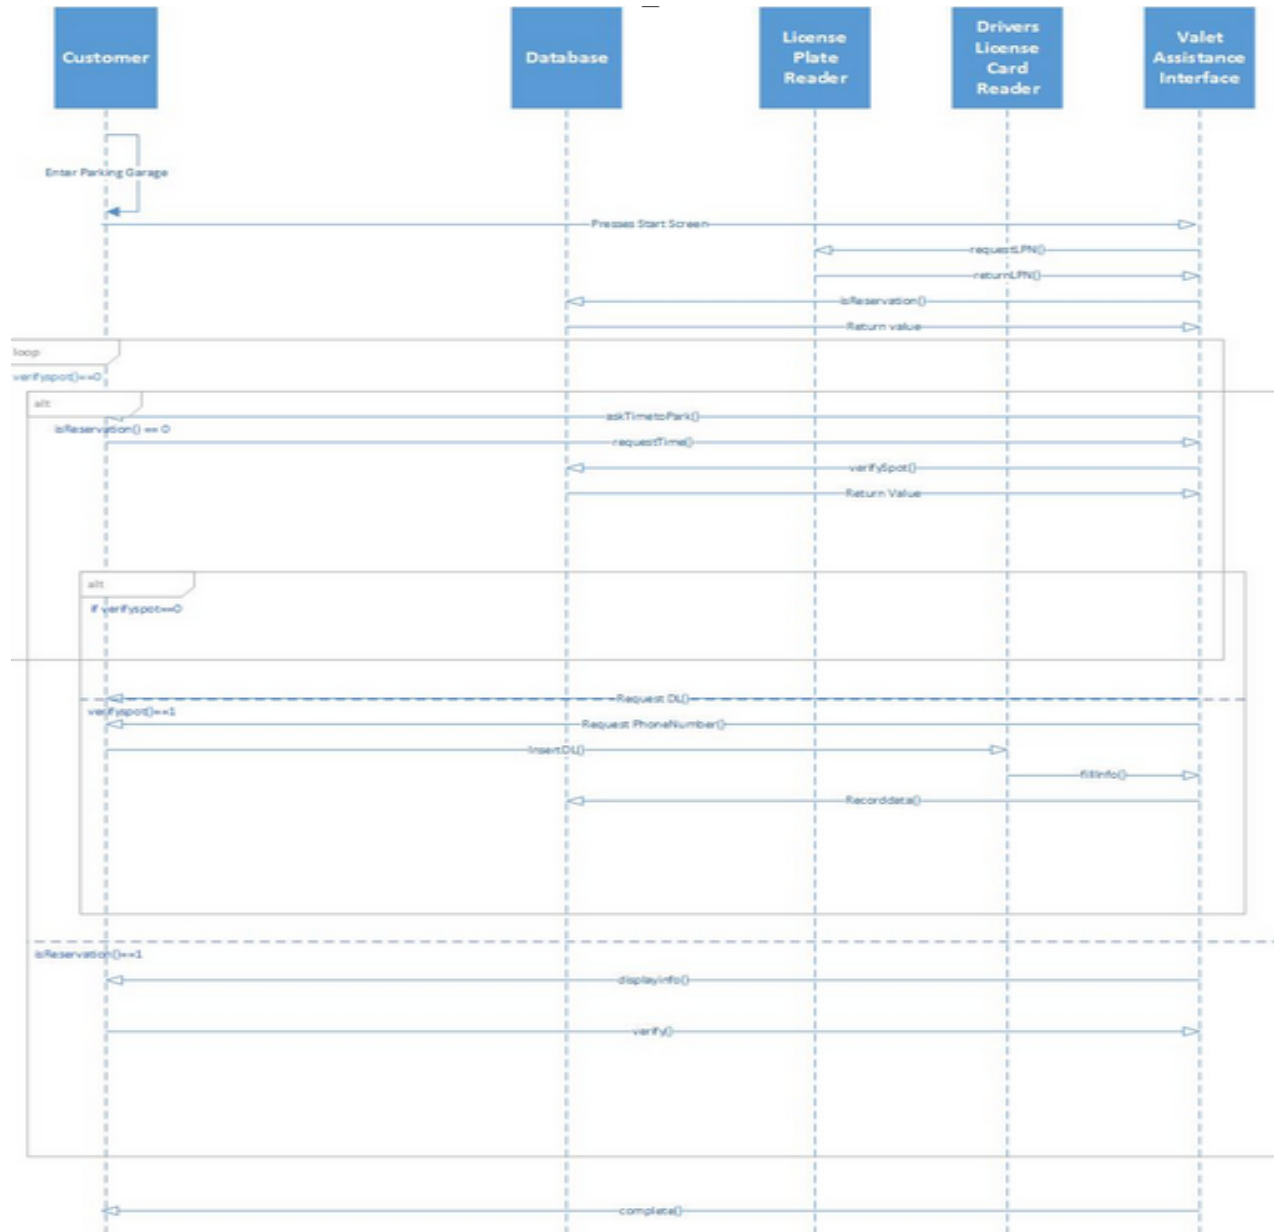 Customer
Database
License
Plate
Reader
Drivers
License
Card
Reader
Valet
Assistance
Interface
Enter Parking Garage
Presses Start Screen
requestLPN()
returnLPN()
isReservation()
Return value
loop
verifyspot()==0
alt
askTimetoPark()
isReservation() == 0
requestTime()
verifySpot()
Return Value
alt
if verifyspot==0
Request DL()
verifyspot()==1
Request PhoneNumber()
InsertDL()
fillInfo()
Recorddata()
isReservation()==1
displayinfo()
verify()
complete()